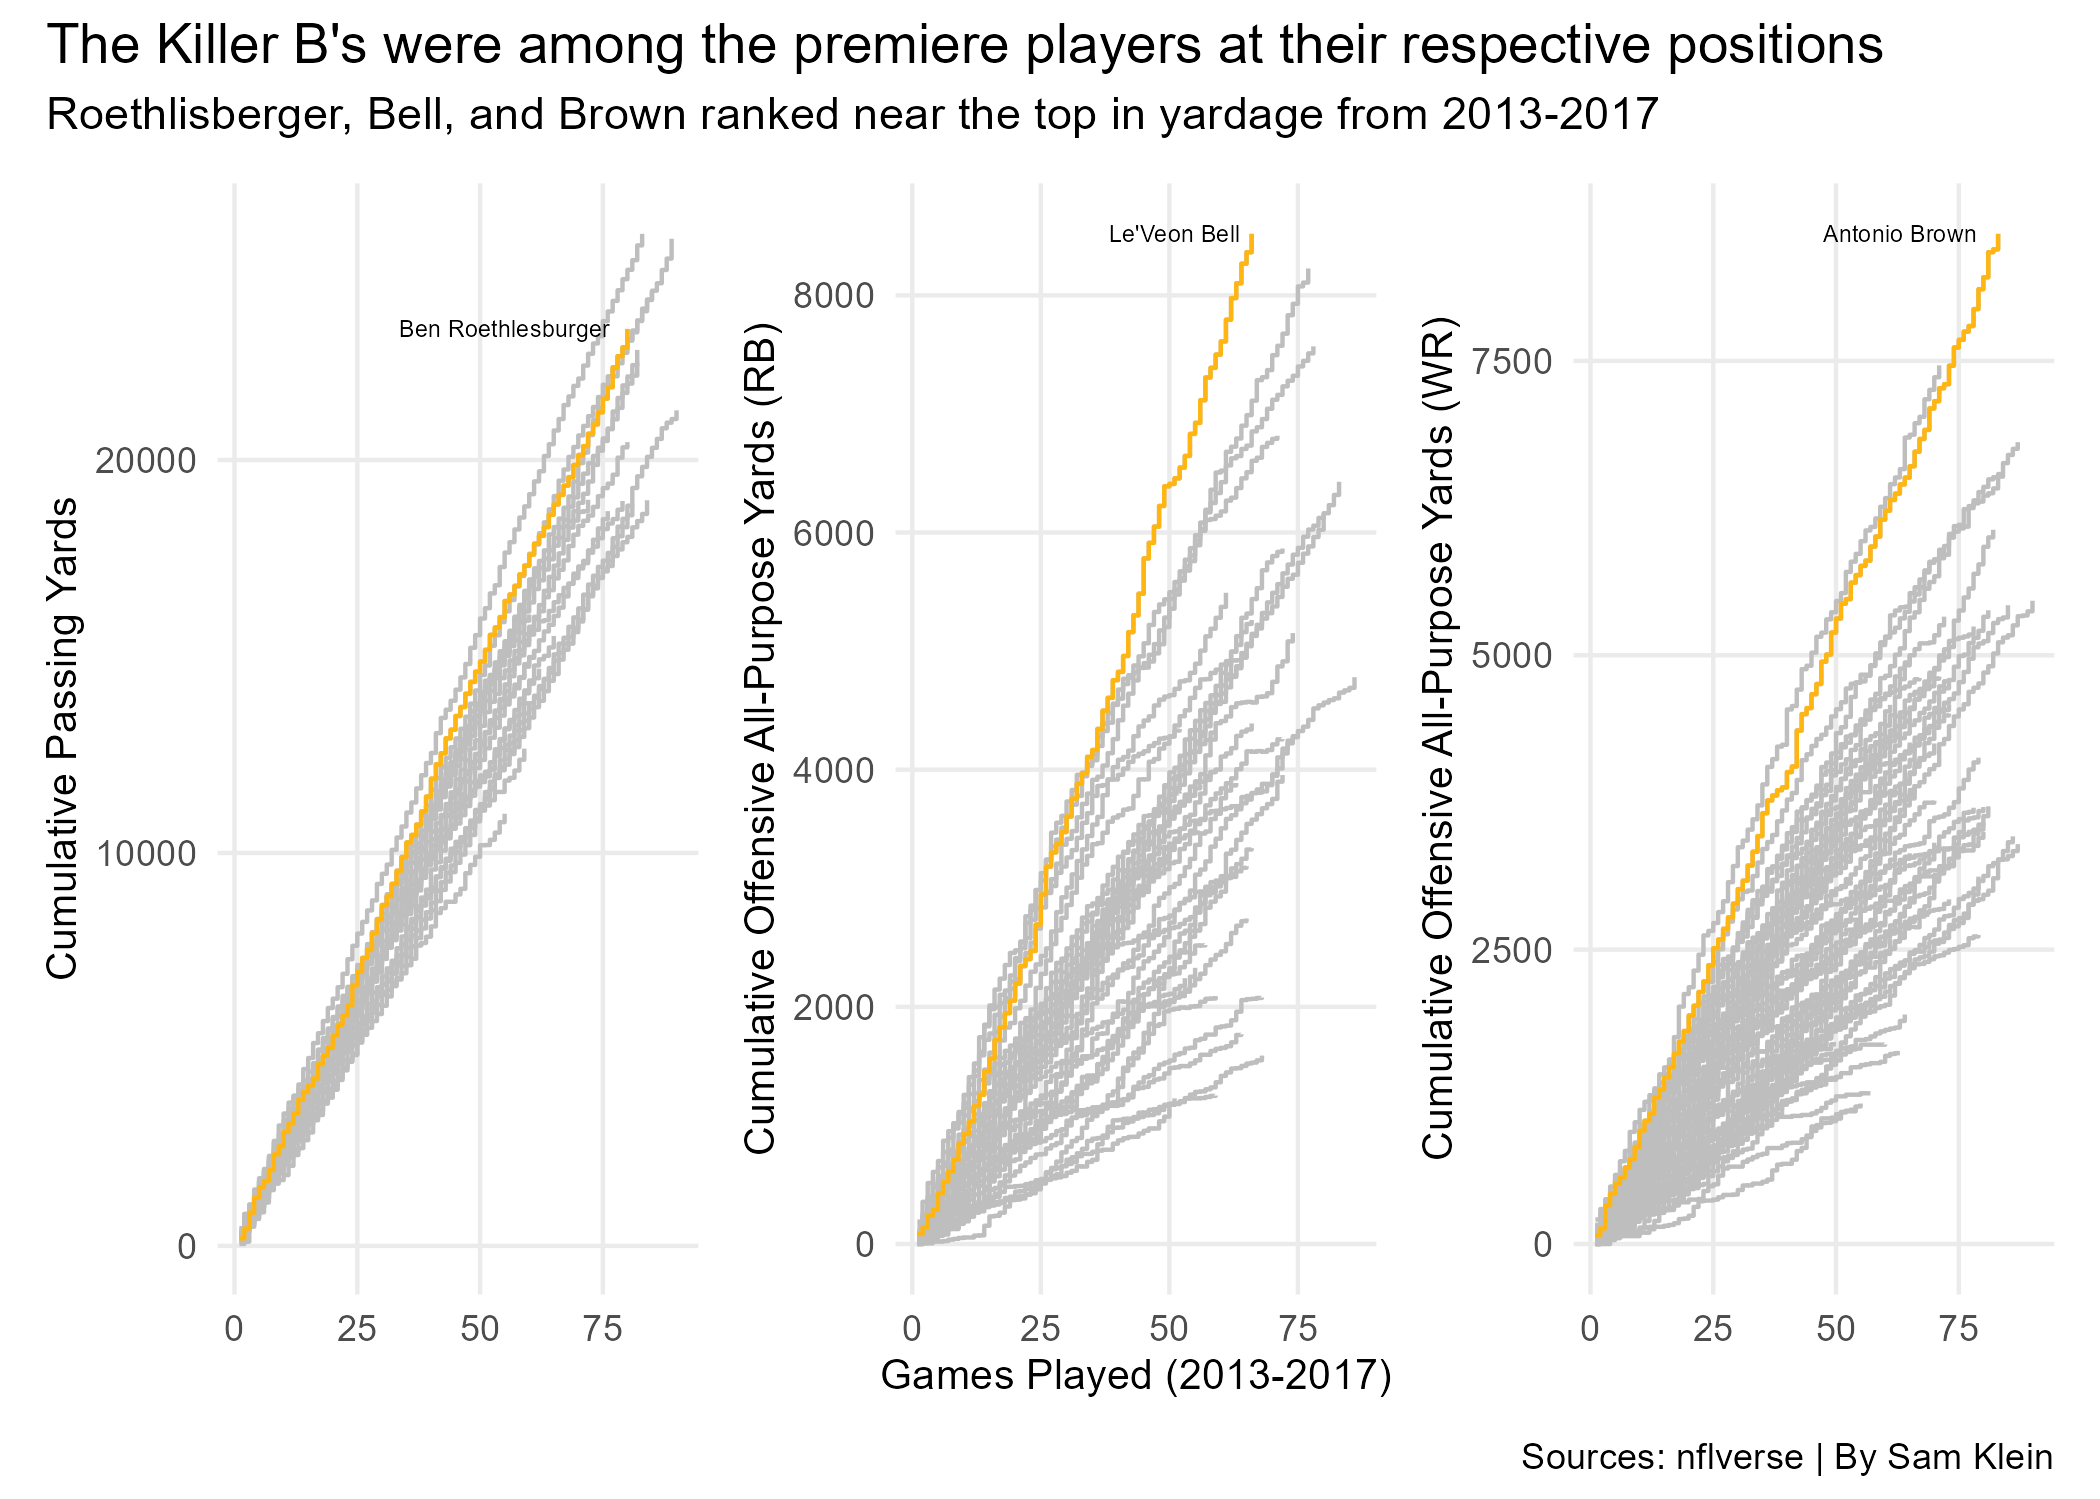 The Killer B's were among the premiere players at their respective positions
Roethlisberger, Bell, and Brown ranked near the top in yardage from 2013-2017
Cumulative Passing Yards
20000
10000
0
Ben Roethlesburger
0 25 50 75
Cumulative Offensive All-Purpose Yards (RB)
8000
6000
4000
2000
0
Le'Veon Bell
0 25 50 75
Cumulative Offensive All-Purpose Yards (WR)
7500
5000
2500
0
Antonio Brown
0 25 50 75
Games Played (2013-2017)
Sources: nflverse | By Sam Klein